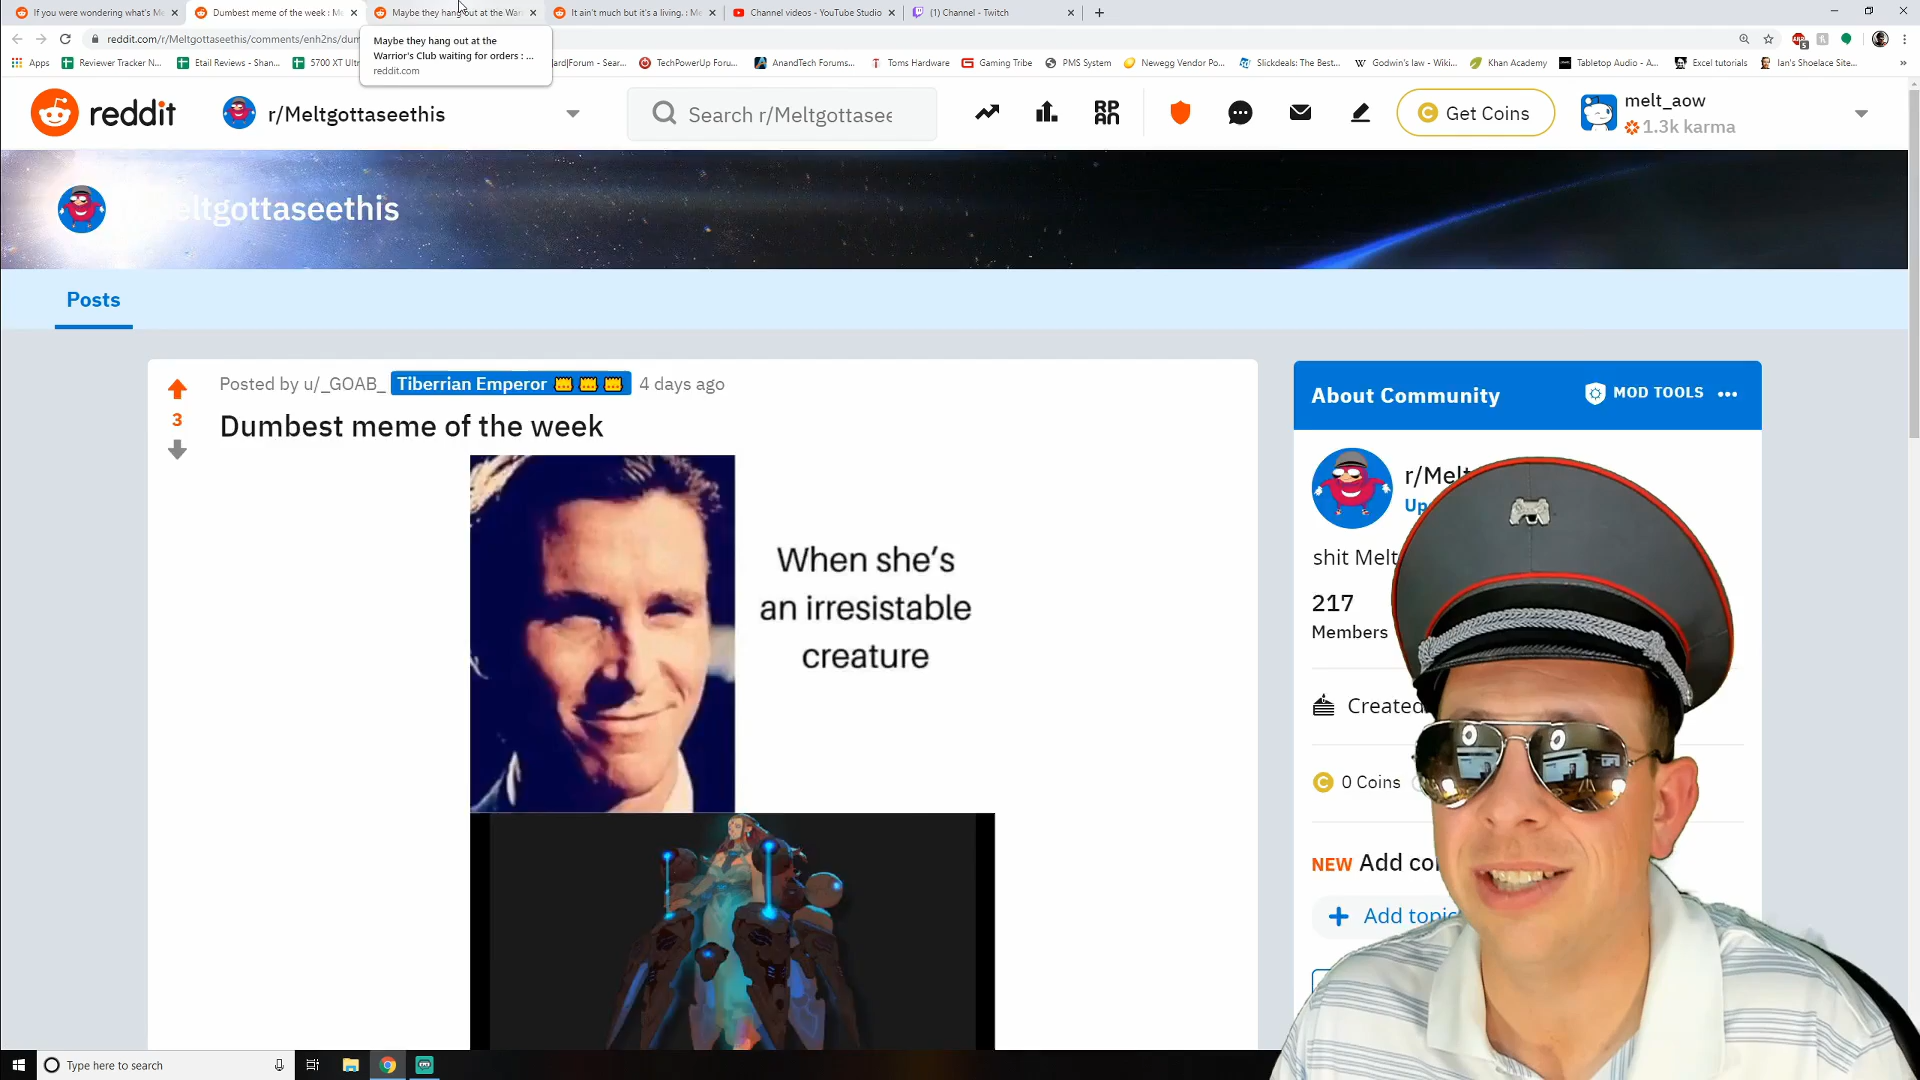 If you were wondering what's Me
Dumbest meme of the week : Me
Maybe they hang out at the War
It ain't much but it's a living. : Me
Channel videos - YouTube Studio
(1) Channel - Twitch
reddit.com/r/Meltgottaseethis/comments/enh2ns/dum
Maybe they hang out at the
Warrior's Club waiting for orders : ...
reddit.com
Apps
Reviewer Tracker N...
Etail Reviews - Shan...
5700 XT Ultr
ard|Forum - Sear...
TechPowerUp Foru...
AnandTech Forums...
Toms Hardware
Gaming Tribe
PMS System
Newegg Vendor Po...
Slickdeals: The Best...
Godwin's law - Wiki...
Khan Academy
Tabletop Audio - A...
Excel tutorials
Ian's Shoelace Site...
reddit
r/Meltgottaseethis
Search r/Meltgottasee
RPAN
Get Coins
melt_aow
1.3k karma
eltgottaseethis
Posts
3
Posted by u/_GOAB_ Tiberrian Emperor 4 days ago
Dumbest meme of the week
When she's
an irresistable
creature
About Community
MOD TOOLS
r/Mel
Up
shit Melt
217
Members
Created
0 Coins
NEW Add co
Add topic
Type here to search